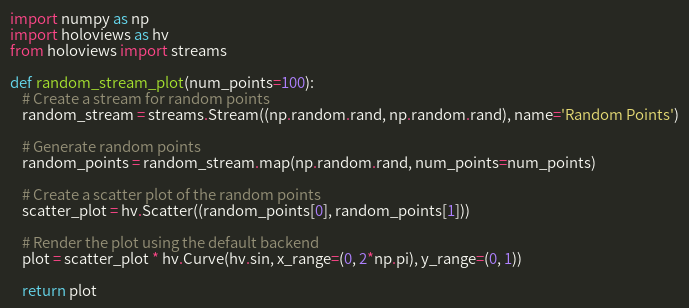 import numpy as np
import holoviews as hv
from holoviews import streams
def random_stream_plot(num_points=100):
# Create a stream for random points
random_stream = streams.Stream((np.random.rand, np.random.rand), name='Random Points')
# Generate random points
random_points = random_stream.map(np.random.rand, num_points=num_points)
# Create a scatter plot of the random points
scatter_plot = hv.Scatter((random_points[0], random_points[1]))
# Render the plot using the default backend
plot = scatter_plot * hv.Curve(hv.sin, x_range=(0, 2*np.pi), y_range=(0, 1))
return plot